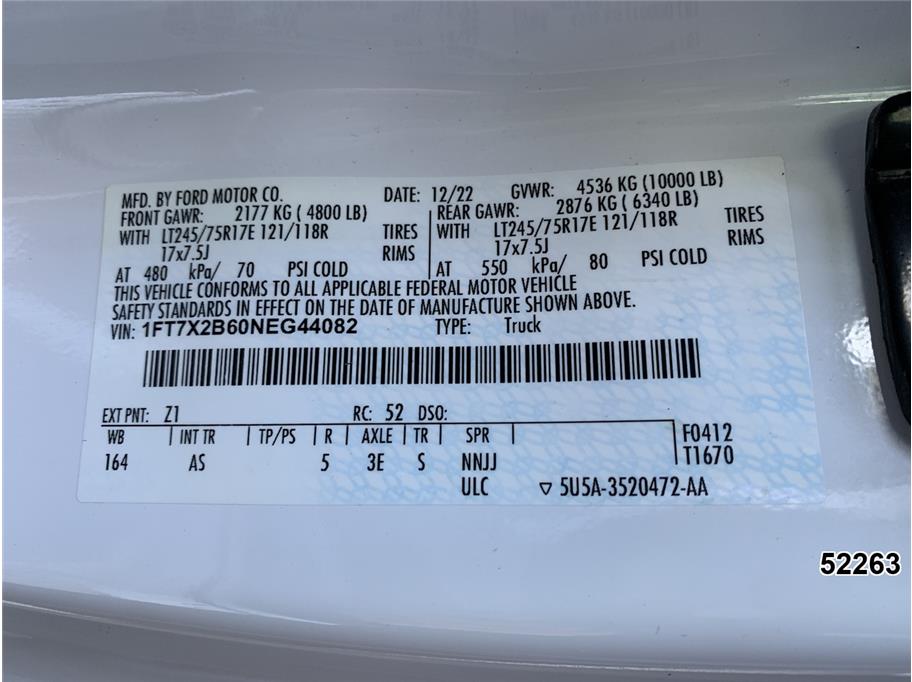 MFD. BY FORD MOTOR CO. DATE: 12/22 GVWR: 4536 KG (10000 LB)
FRONT GAWR: 2177 KG ( 4800 LB) REAR GAWR: 2876 KG ( 6340 LB)
WITH LT245/75R17E 121/118R TIRES WITH LT245/75R17E 121/118R TIRES
17x7.5J RIMS 17x7.5J RIMS
AT 480 kPa/ 70 PSI COLD AT 550 kPa/ 80 PSI COLD
THIS VEHICLE CONFORMS TO ALL APPLICABLE FEDERAL MOTOR VEHICLE
SAFETY STANDARDS IN EFFECT ON THE DATE OF MANUFACTURE SHOWN ABOVE.
VIN: 1FT7X2B60NEG44082 TYPE: Truck
EXT PNT: Z1 RC: 52 DSO:
WB INT TR TP/PS R AXLE TR SPR F0412
164 AS 5 3E S NNJJ T1670
ULC ▽ 5U5A-3520472-AA
52263